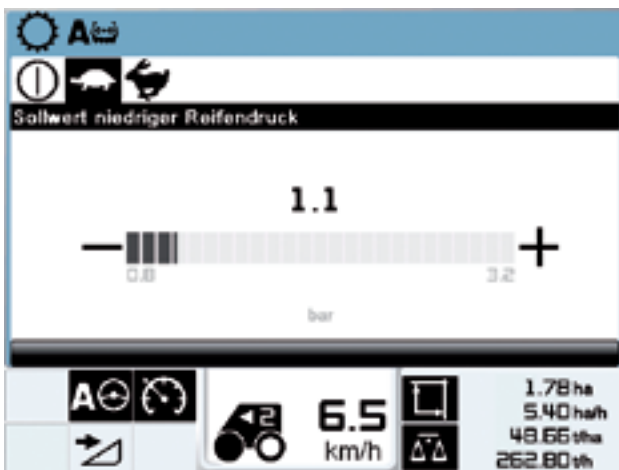 A
Sollwert niedriger Reifendruck
1.1
0.8 3.2
bar
A
2
6.5
km/h
1.78 ha
5.40 ha/h
48.66 t/ha
262.80 t/h